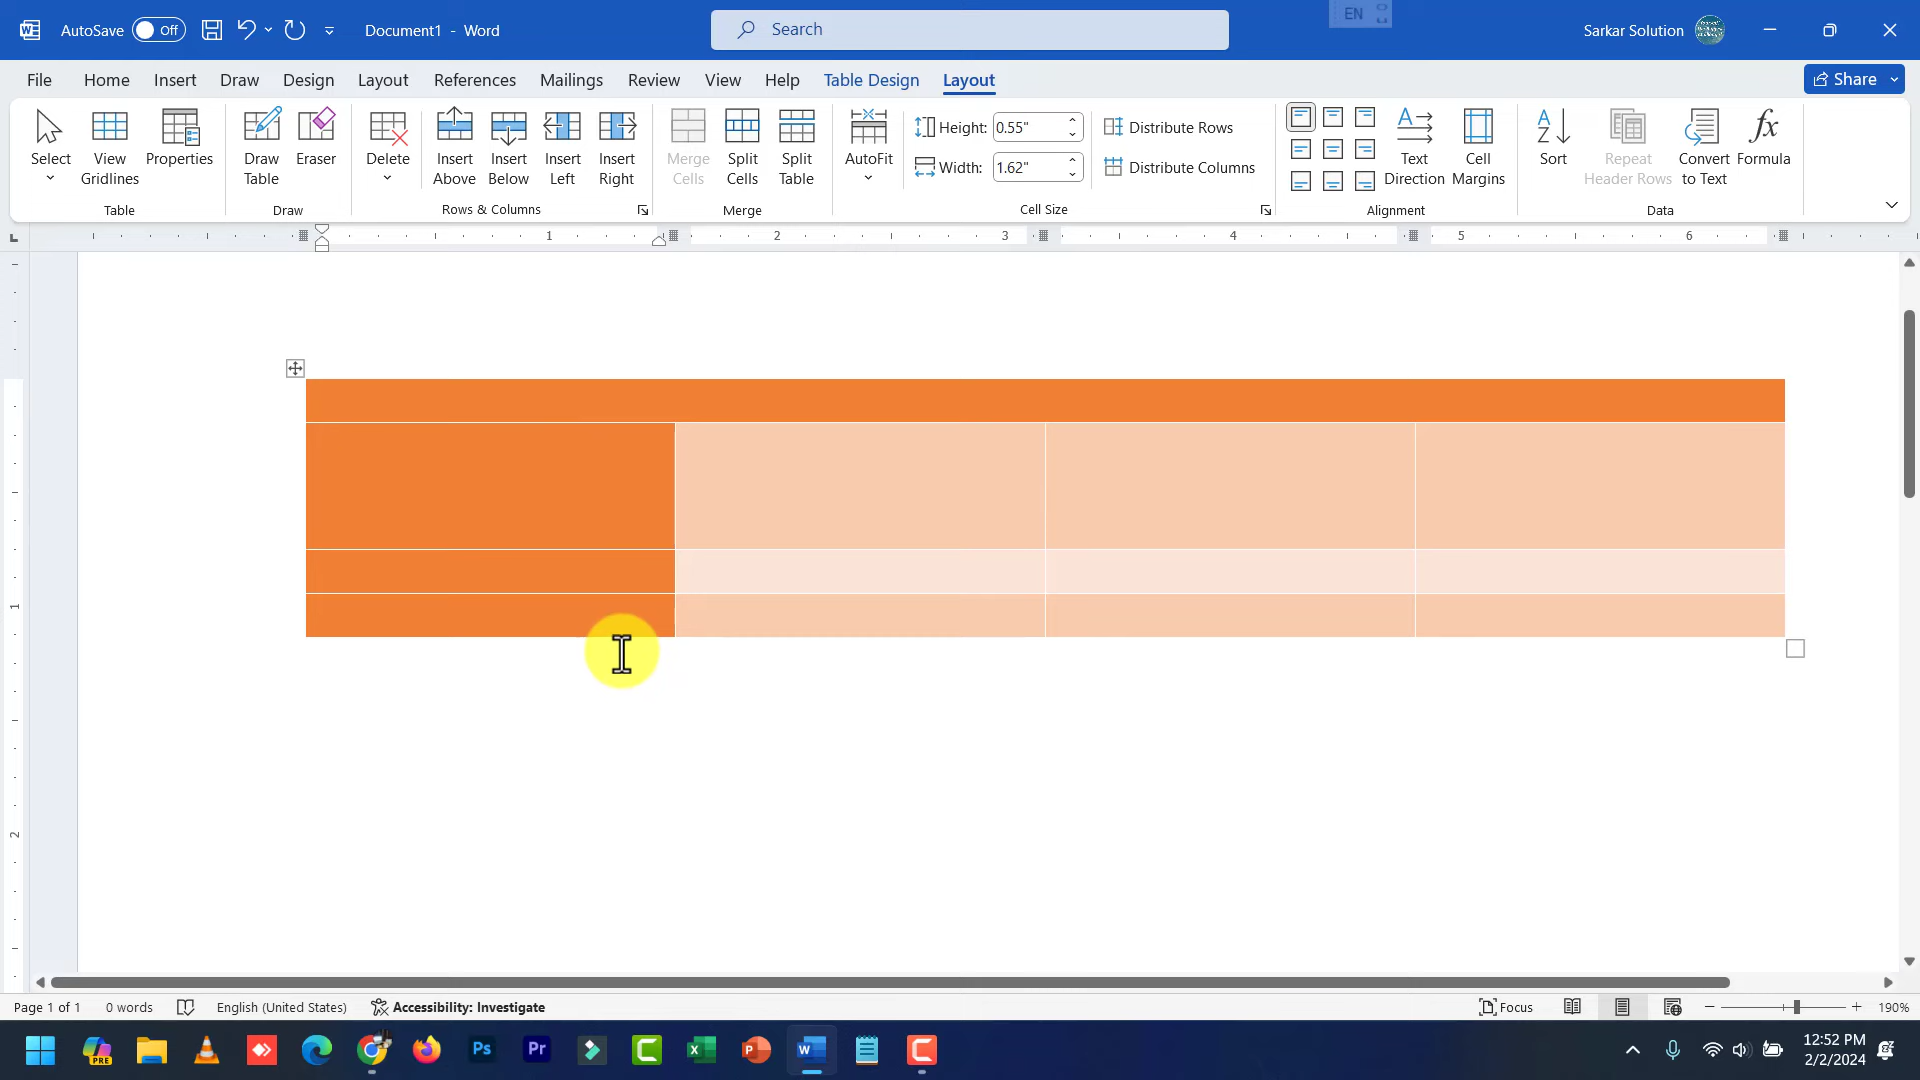 AutoSave Off Document1 - Word Search EN Sarkar Solution
File Home Insert Draw Design Layout References Mailings Review View Help Table Design Layout Share
Select View Gridlines Properties
Table
Draw Table Eraser
Draw
Delete Insert Above Insert Below Insert Left Insert Right
Rows & Columns
Merge Cells Split Cells Split Table
Merge
AutoFit Height: 0.55" Distribute Rows
Width: 1.62" Distribute Columns
Cell Size
Text Direction Cell Margins
Alignment
Sort Repeat Header Rows Convert to Text Formula
Data
1 2 3 4 5 6
1
2
Page 1 of 1 0 words English (United States) Accessibility: Investigate Focus 190%
PRE Ps Pr
12:52 PM
2/2/2024